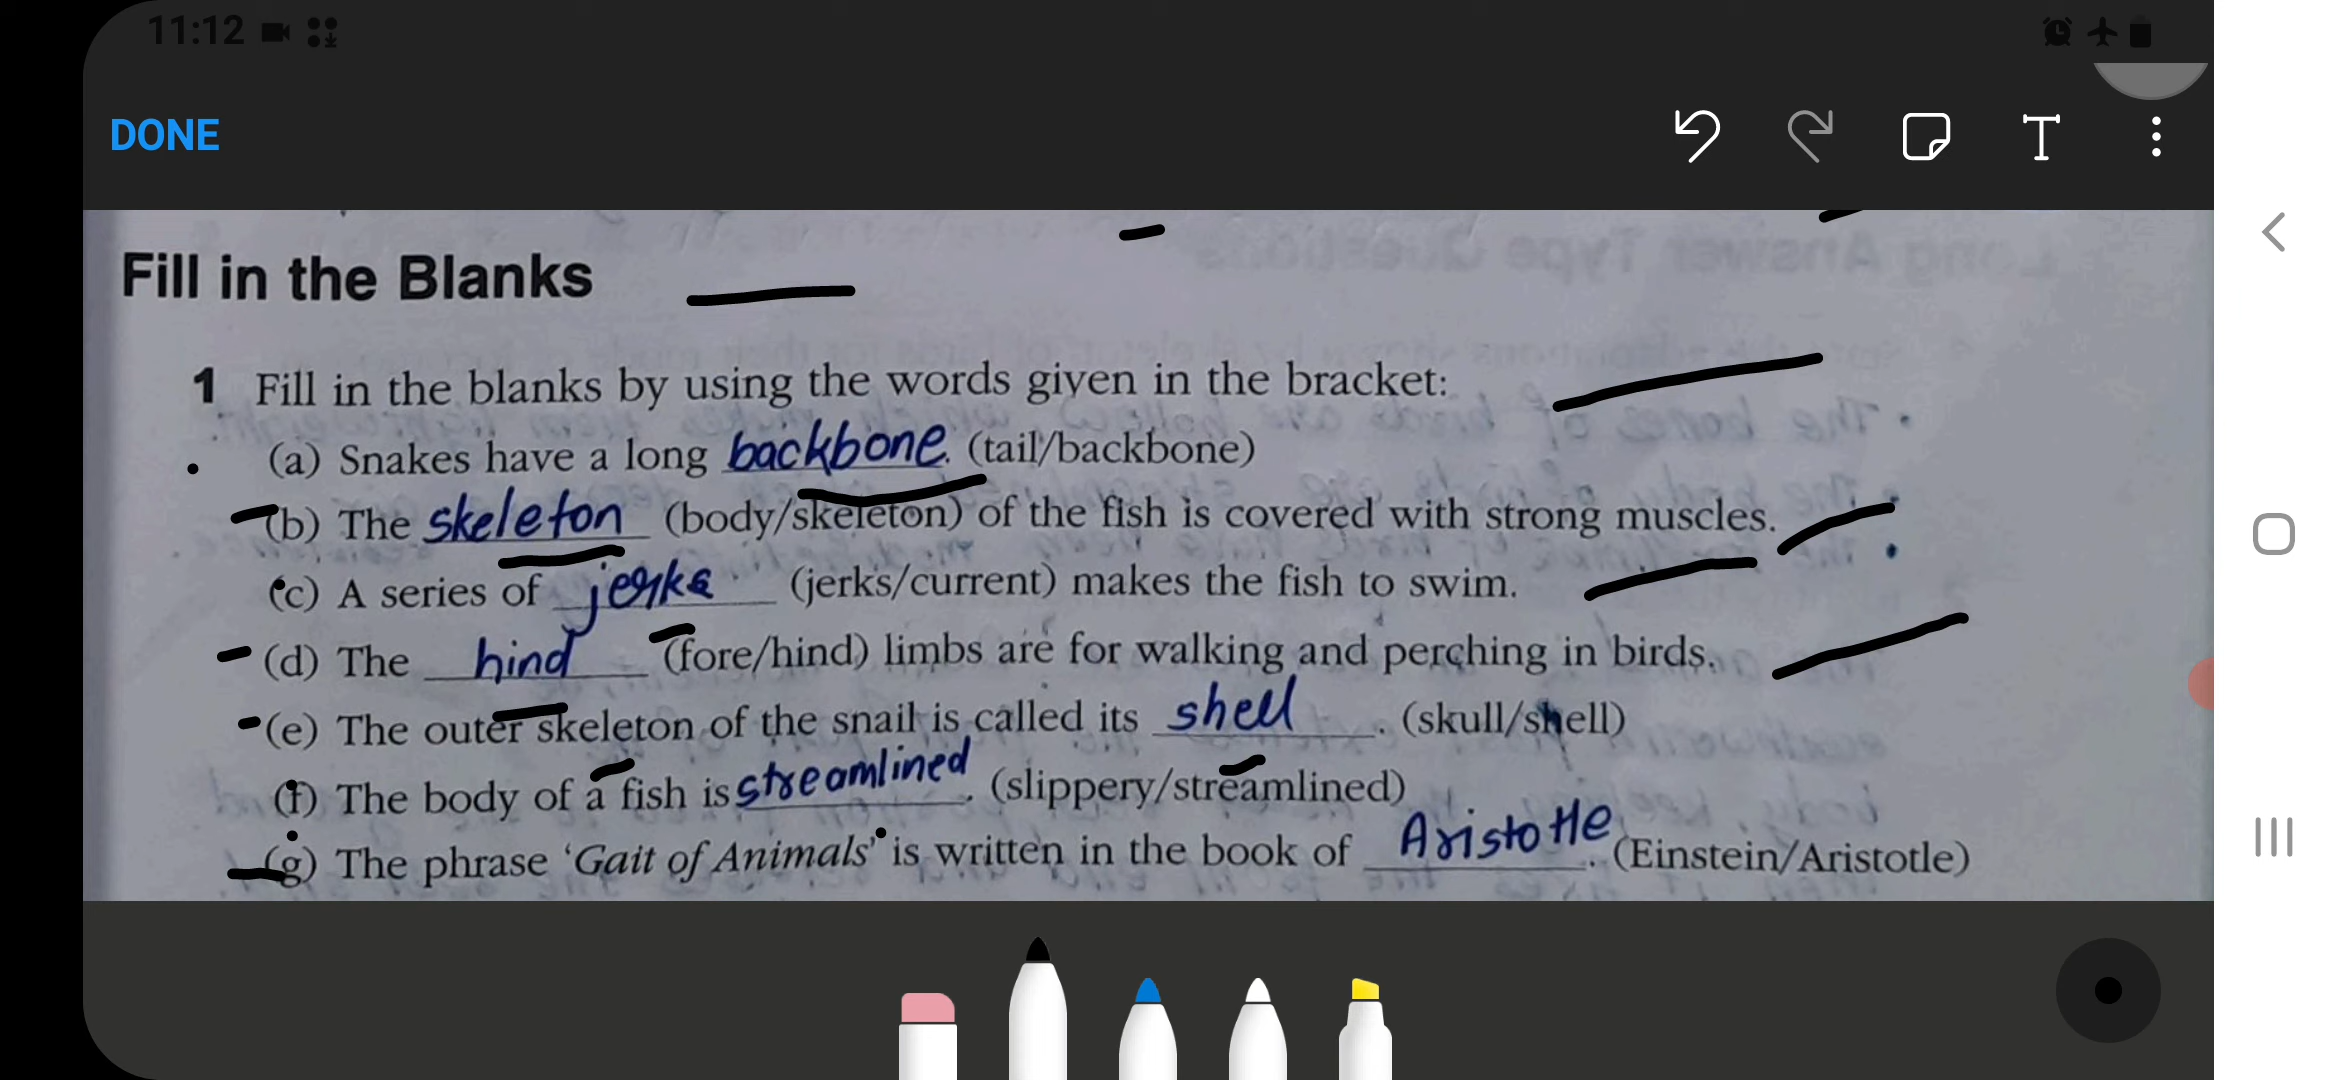 11:12
DONE
T
Long Answer Type Questions
Fill in the Blanks
1 Fill in the blanks by using the words given in the bracket:
(a) Snakes have a long backbone. (tail/backbone)
(b) The skeleton (body/skeleton) of the fish is covered with strong muscles.
(c) A series of jerks (jerks/current) makes the fish to swim.
(d) The hind (fore/hind) limbs are for walking and perching in birds.
(e) The outer skeleton of the snail is called its shell. (skull/shell)
(f) The body of a fish is streamlined. (slippery/streamlined)
(g) The phrase ‘Gait of Animals’ is written in the book of Aristotle. (Einstein/Aristotle)